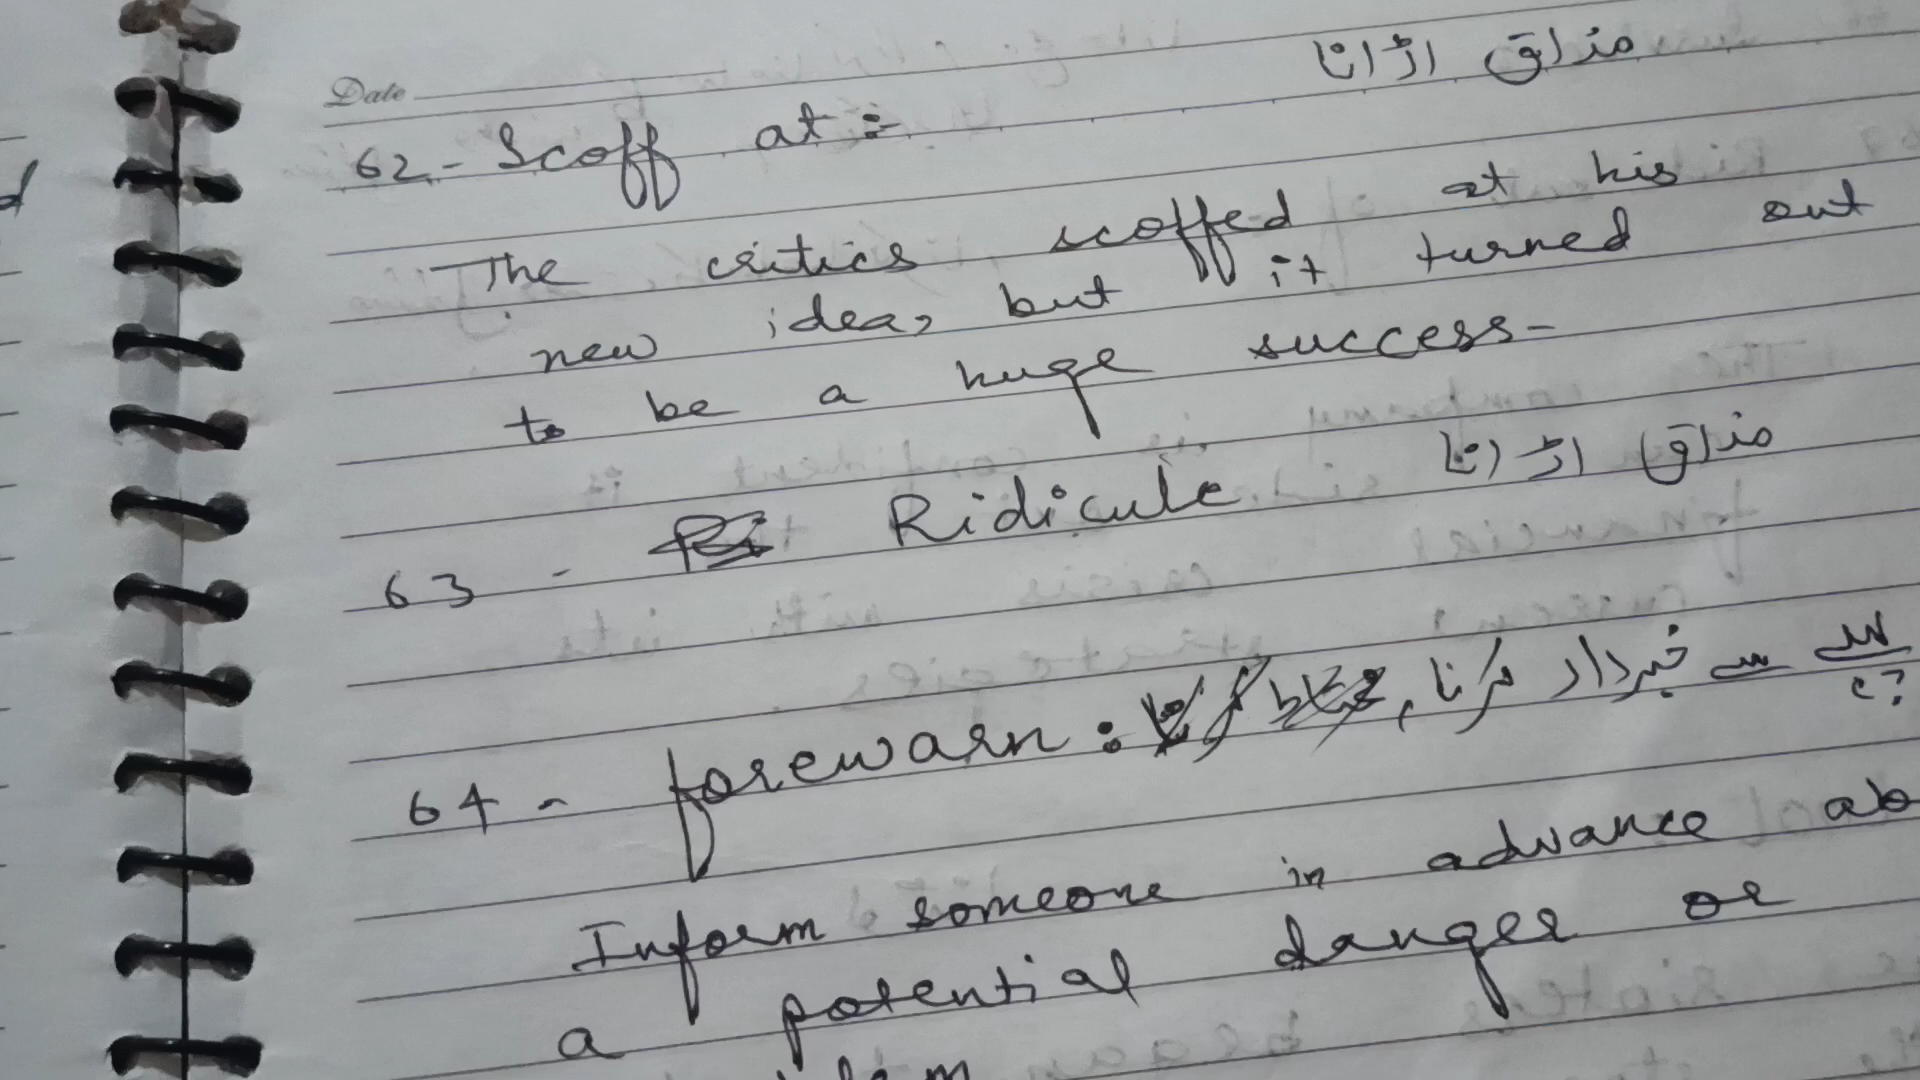 Date
62 - Scoff at :- مذاق اڑانا
The critics scoffed at his
new idea, but it turned out
to be a huge success -
63 - Ridicule مذاق اڑانا
64 - forewarn : سے خبردار کرنا,
Inform someone in advance ab
a potential danger or